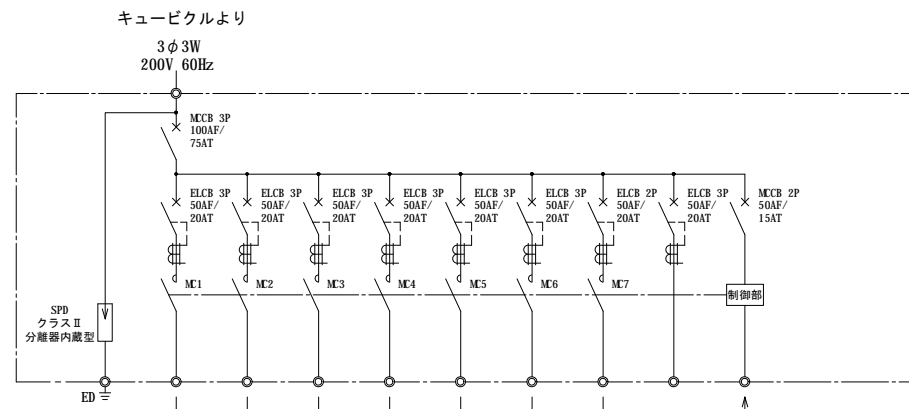 キュービクルより
3φ3W
200V 60Hz
MCCB 3P
100AF/
75AT
ELCB 3P
50AF/
20AT
ELCB 3P
50AF/
20AT
ELCB 3P
50AF/
20AT
ELCB 3P
50AF/
20AT
ELCB 3P
50AF/
20AT
ELCB 3P
50AF/
20AT
ELCB 2P
50AF/
20AT
ELCB 3P
50AF/
20AT
MCCB 2P
50AF/
15AT
MC1
MC2
MC3
MC4
MC5
MC6
MC7
制御部
SPD
クラスⅡ
分離器内蔵型
ED